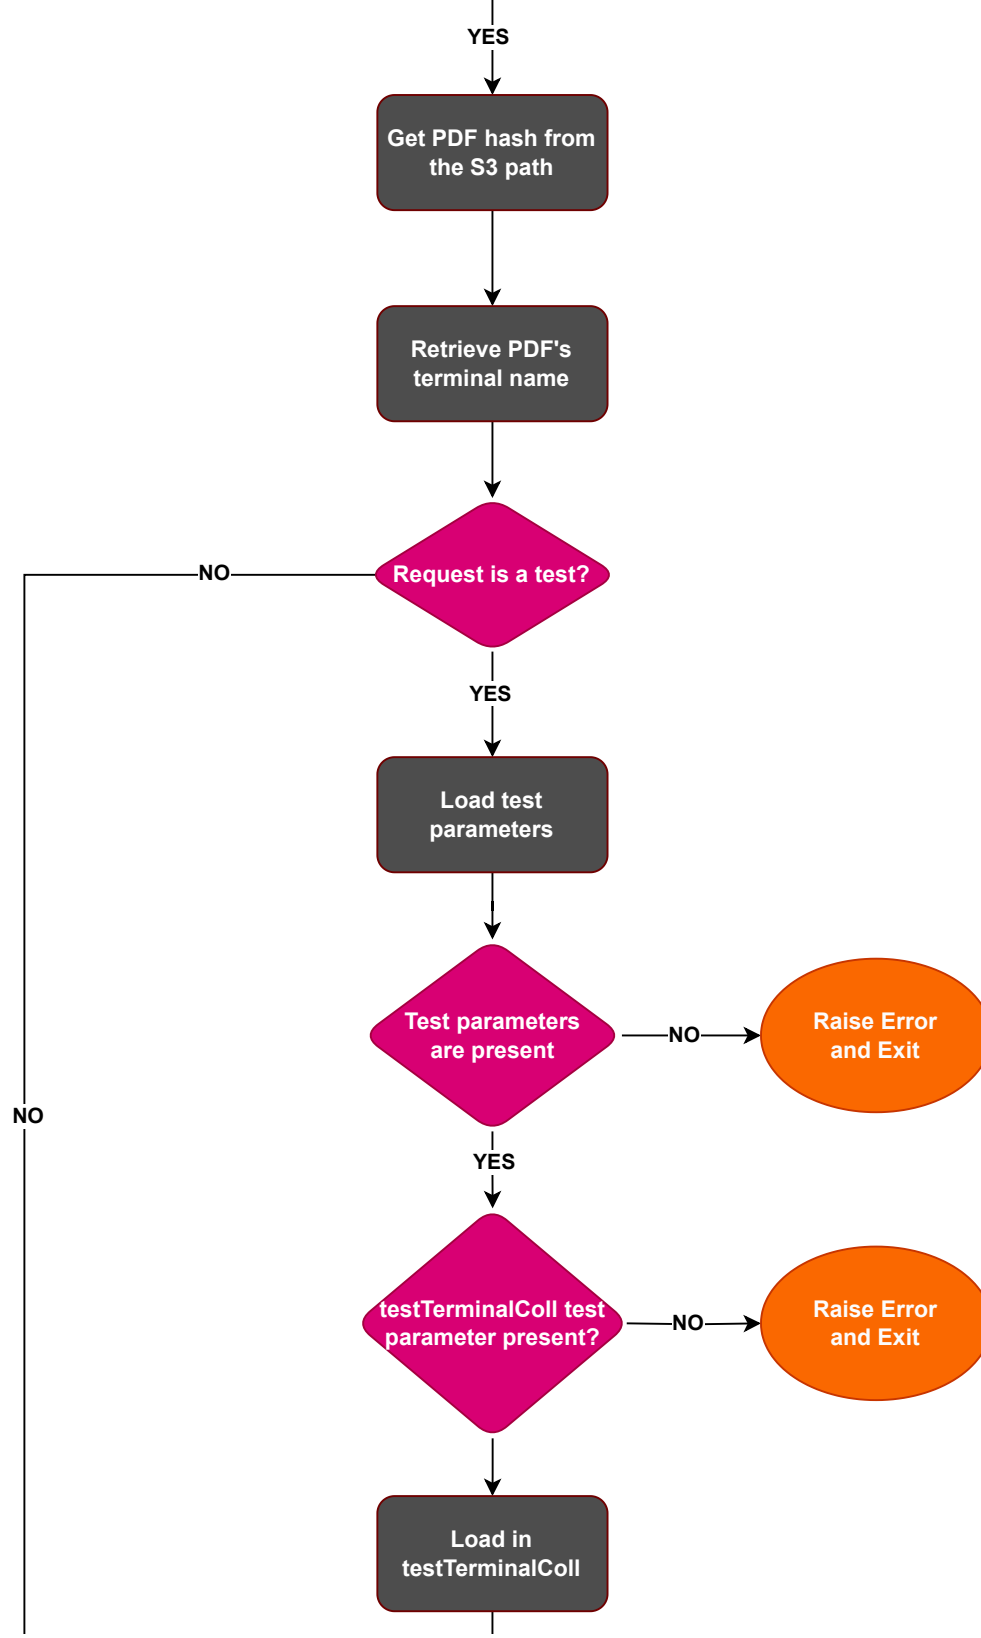 YES
Get PDF hash from
the S3 path
Retrieve PDF's
terminal name
Request is a test?
NO
YES
Load test
parameters
Test parameters
are present
NO
Raise Error
and Exit
NO
YES
testTerminalColl test
parameter present?
NO
Raise Error
and Exit
Load in
testTerminalColl